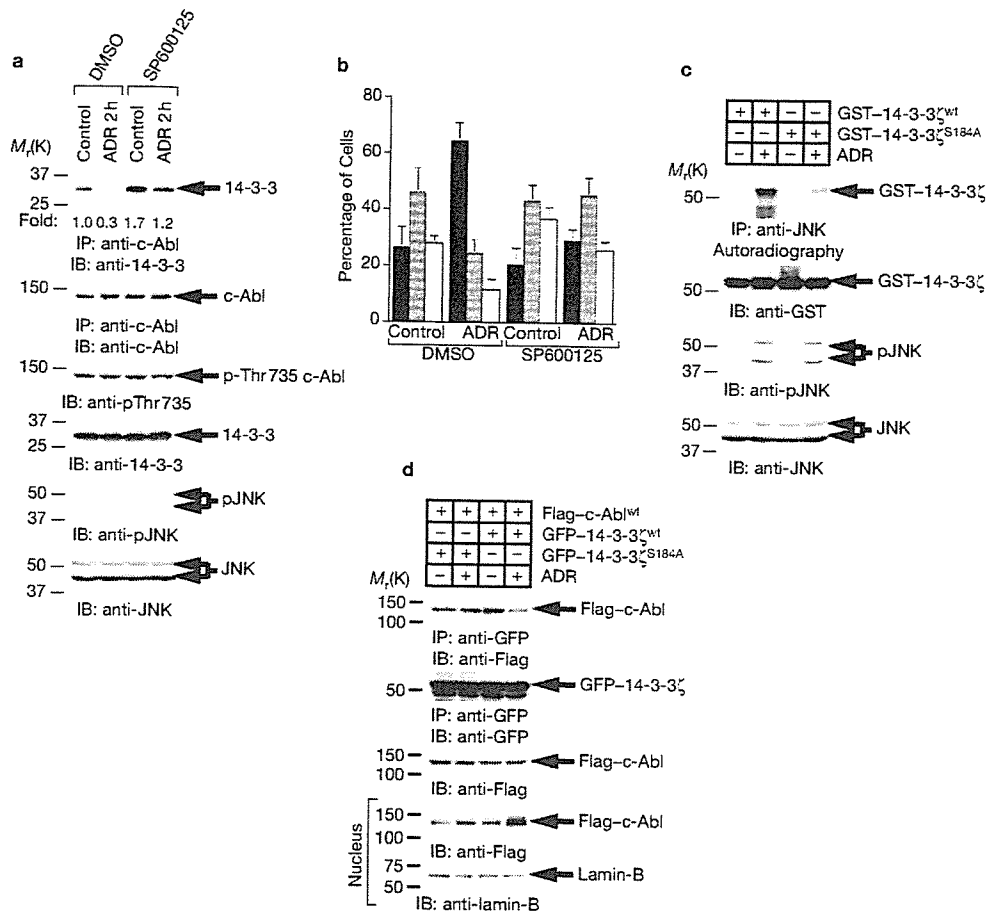 a
DMSO
SP600125
Control
ADR 2h
Control
ADR 2h
Mr(K)
37
25
14-3-3
Fold: 1.0 0.3 1.7 1.2
IP: anti-c-Abl
IB: anti-14-3-3
150
c-Abl
IP: anti-c-Abl
IB: anti-c-Abl
150
p-Thr735 c-Abl
IB: anti-pThr735
37
25
14-3-3
IB: anti-14-3-3
50
37
pJNK
IB: anti-pJNK
50
37
JNK
IB: anti-JNK
b
Percentage of Cells
80
60
40
20
0
Control ADR Control ADR
DMSO SP600125
c
+ + − − GST–14-3-3ζwt
− − + + GST–14-3-3ζS184A
− + − + ADR
Mr(K)
50
GST–14-3-3ζ
IP: anti-JNK
Autoradiography
50
GST–14-3-3ζ
IB: anti-GST
50
37
pJNK
IB: anti-pJNK
50
37
JNK
IB: anti-JNK
d
+ + + + Flag–c-Ablwt
− − + + GFP–14-3-3ζwt
+ + − − GFP–14-3-3ζS184A
− + − + ADR
Mr(K)
150
100
Flag–c-Abl
IP: anti-GFP
IB: anti-Flag
50
GFP–14-3-3ζ
IP: anti-GFP
IB: anti-GFP
150
100
Flag–c-Abl
IB: anti-Flag
Nucleus
150
100
Flag–c-Abl
IB: anti-Flag
75
50
Lamin-B
IB: anti-lamin-B